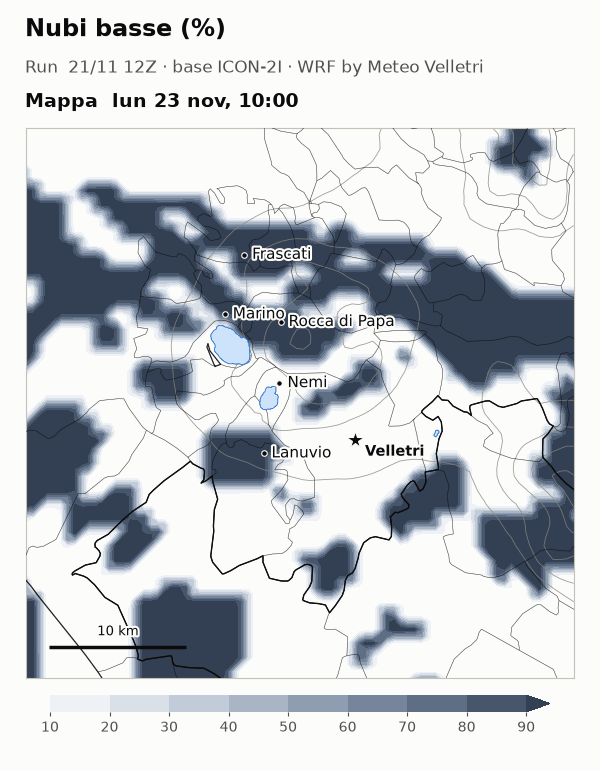 Nubi basse (%)
Run  21/11 12Z · base ICON-2I · WRF by Meteo Velletri
Mappa  lun 23 nov, 10:00
Frascati
Marino
Rocca di Papa
Nemi
Velletri
Lanuvio
10 km
10 20 30 40 50 60 70 80 90